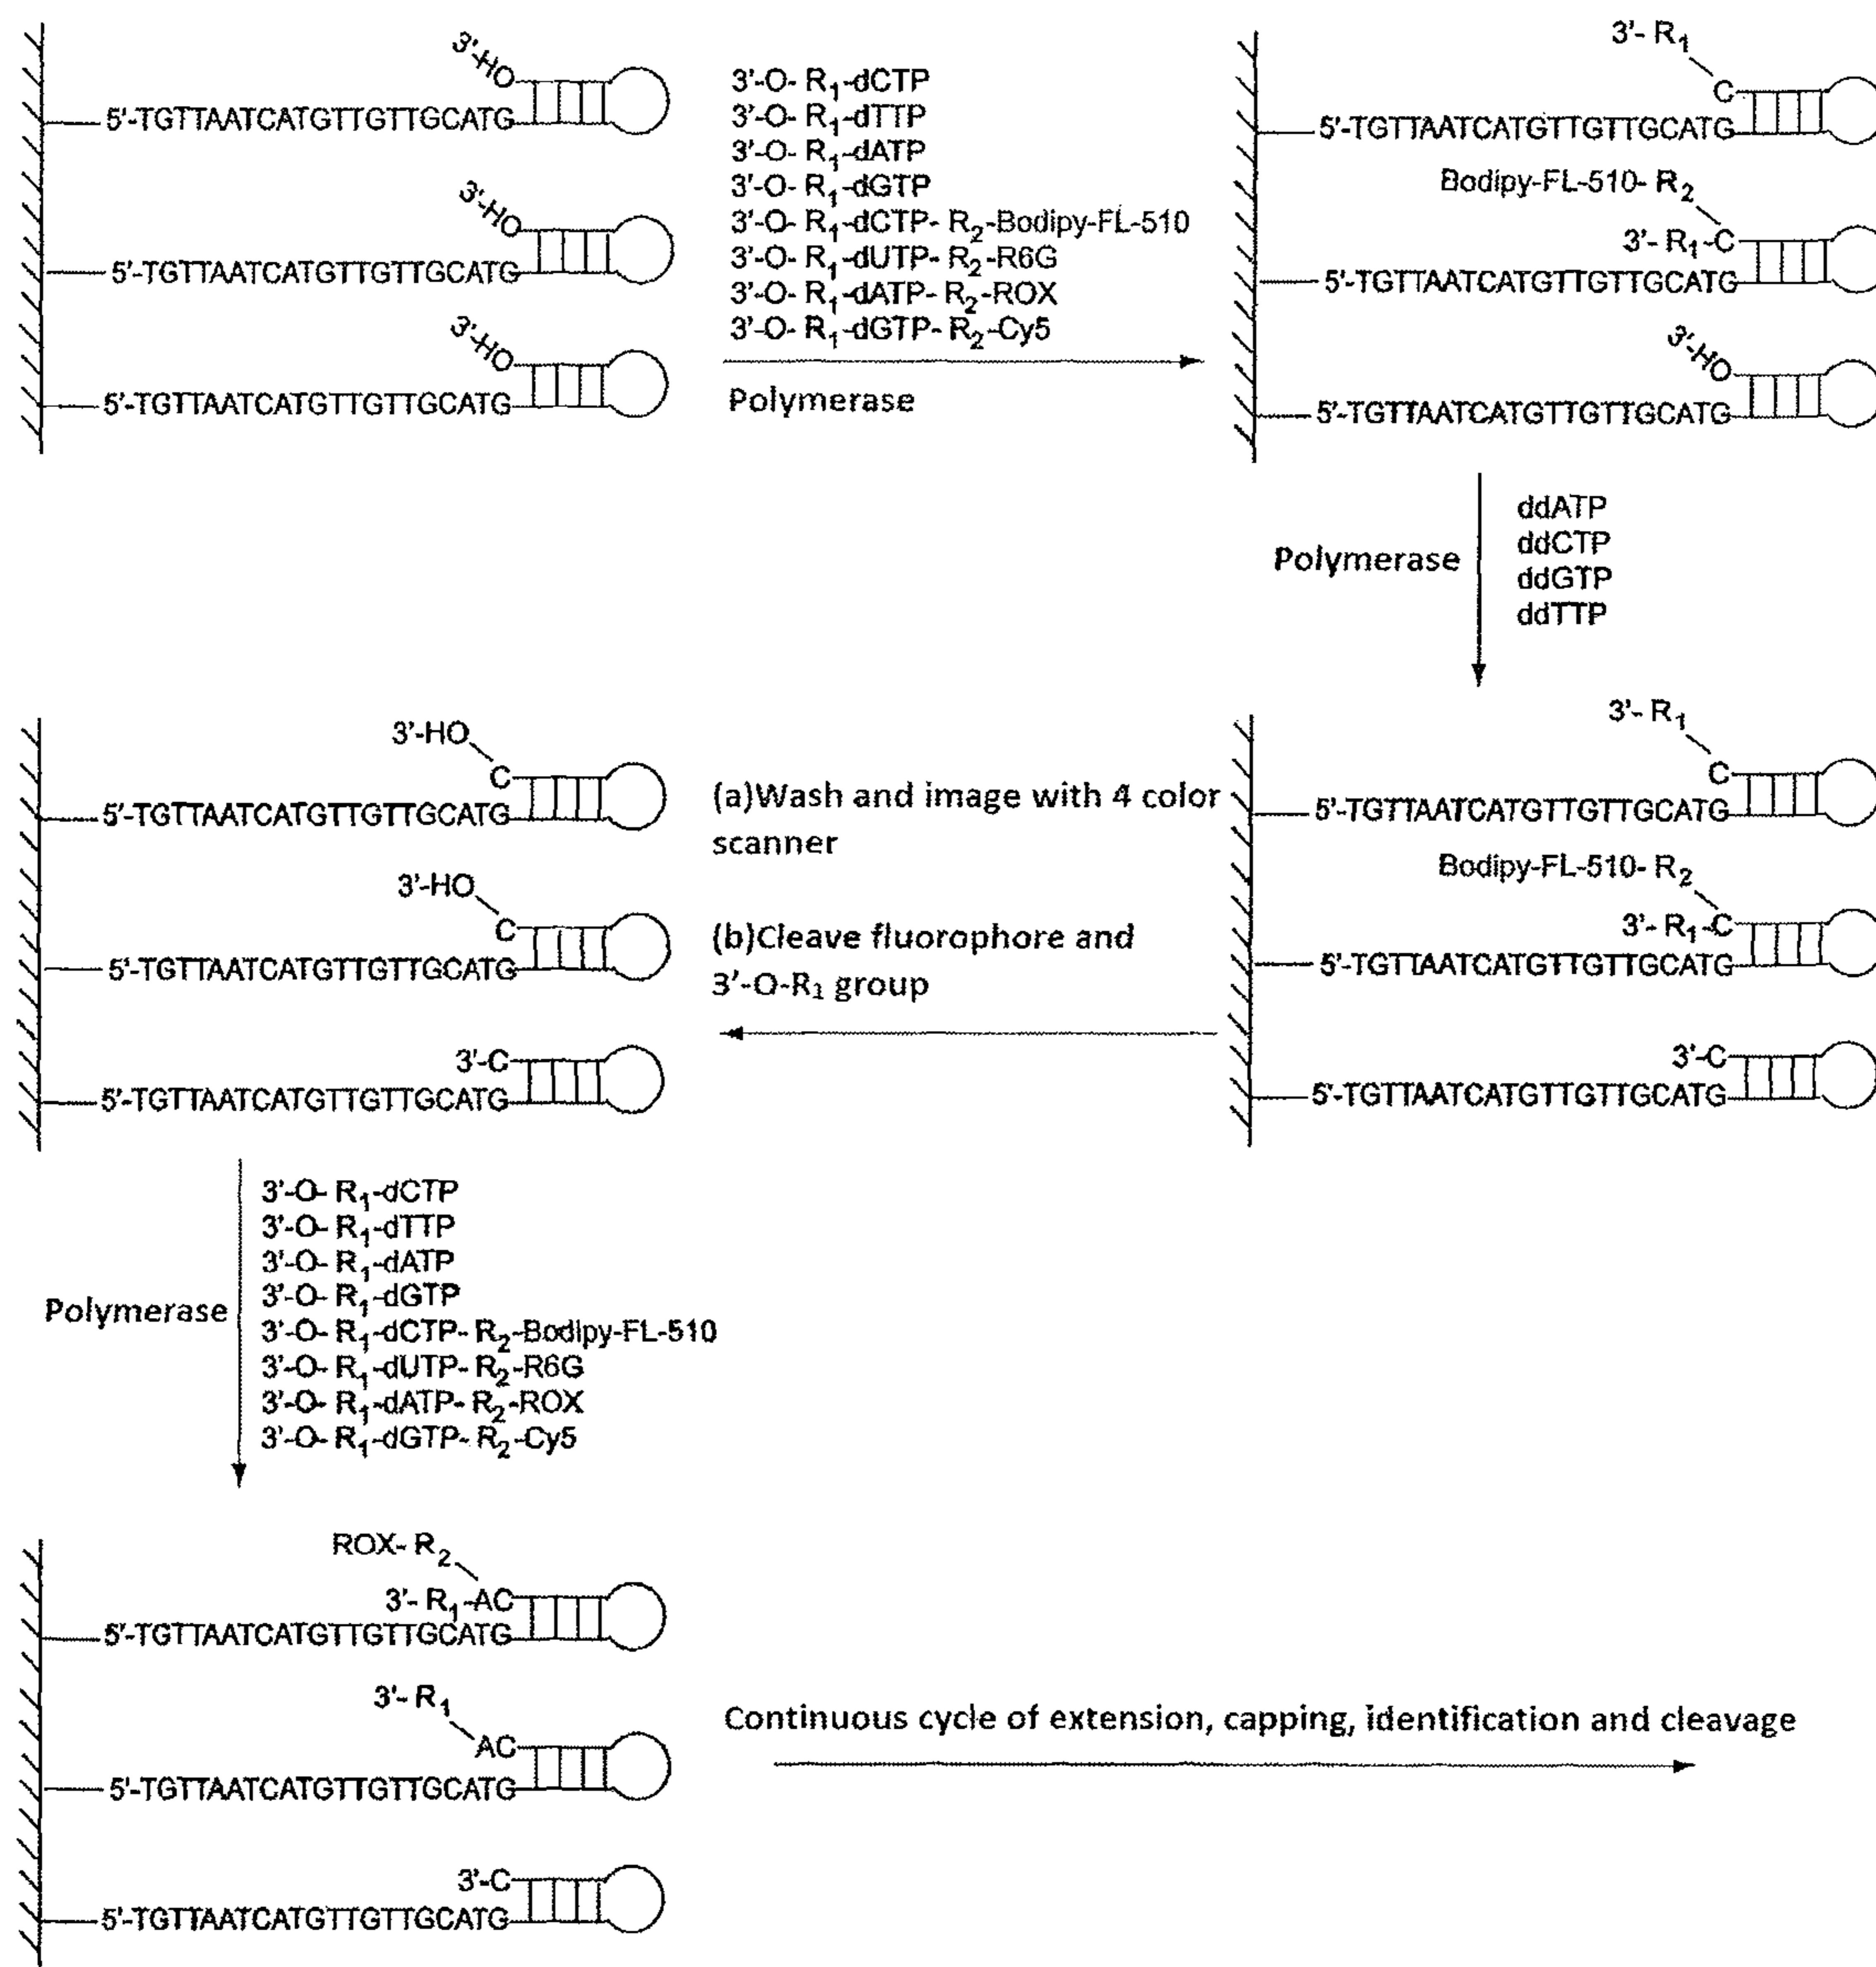 3'-HO
5'-TGTTAATCATGTTGTTGCATG
3'-HO
5'-TGTTAATCATGTTGTTGCATG
3'-HO
5'-TGTTAATCATGTTGTTGCATG
3'-O- R1-dCTP
3'-O- R1-dTTP
3'-O- R1-dATP
3'-O- R1-dGTP
3'-O- R1-dCTP- R2-Bodipy-FL-510
3'-O- R1-dUTP- R2-R6G
3'-O- R1-dATP- R2-ROX
3'-O- R1-dGTP- R2-Cy5
Polymerase
3'- R1
C
5'-TGTTAATCATGTTGTTGCATG
Bodipy-FL-510- R2
3'- R1-C
5'-TGTTAATCATGTTGTTGCATG
3'-HO
5'-TGTTAATCATGTTGTTGCATG
Polymerase
ddATP
ddCTP
ddGTP
ddTTP
3'- R1
C
5'-TGTTAATCATGTTGTTGCATG
Bodipy-FL-510- R2
3'- R1-C
5'-TGTTAATCATGTTGTTGCATG
3'-C
5'-TGTTAATCATGTTGTTGCATG
(a)Wash and image with 4 color
scanner
(b)Cleave fluorophore and
3'-O-R1 group
3'-HO
C
5'-TGTTAATCATGTTGTTGCATG
3'-HO
C
5'-TGTTAATCATGTTGTTGCATG
3'-C
5'-TGTTAATCATGTTGTTGCATG
Polymerase
3'-O- R1-dCTP
3'-O- R1-dTTP
3'-O- R1-dATP
3'-O- R1-dGTP
3'-O- R1-dCTP- R2-Bodipy-FL-510
3'-O- R1-dUTP- R2-R6G
3'-O- R1-dATP- R2-ROX
3'-O- R1-dGTP- R2-Cy5
ROX- R2
3'- R1-AC
5'-TGTTAATCATGTTGTTGCATG
3'- R1
AC
5'-TGTTAATCATGTTGTTGCATG
3'-C
5'-TGTTAATCATGTTGTTGCATG
Continuous cycle of extension, capping, identification and cleavage